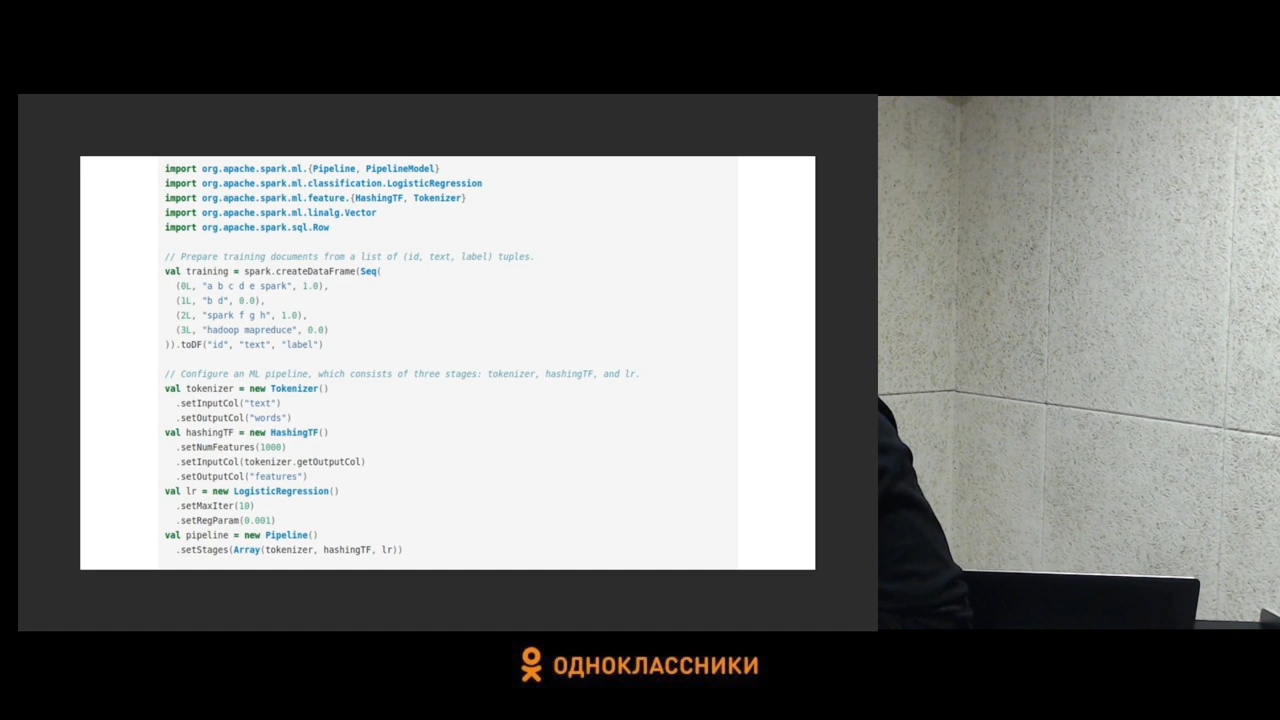 import org.apache.spark.ml.{Pipeline, PipelineModel}
import org.apache.spark.ml.classification.LogisticRegression
import org.apache.spark.ml.feature.{HashingTF, Tokenizer}
import org.apache.spark.ml.linalg.Vector
import org.apache.spark.sql.Row

// Prepare training documents from a list of (id, text, label) tuples.
val training = spark.createDataFrame(Seq(
  (0L, "a b c d e spark", 1.0),
  (1L, "b d", 0.0),
  (2L, "spark f g h", 1.0),
  (3L, "hadoop mapreduce", 0.0)
)).toDF("id", "text", "label")

// Configure an ML pipeline, which consists of three stages: tokenizer, hashingTF, and lr.
val tokenizer = new Tokenizer()
  .setInputCol("text")
  .setOutputCol("words")
val hashingTF = new HashingTF()
  .setNumFeatures(1000)
  .setInputCol(tokenizer.getOutputCol)
  .setOutputCol("features")
val lr = new LogisticRegression()
  .setMaxIter(10)
  .setRegParam(0.001)
val pipeline = new Pipeline()
  .setStages(Array(tokenizer, hashingTF, lr))
ОДНОКЛАССНИКИ